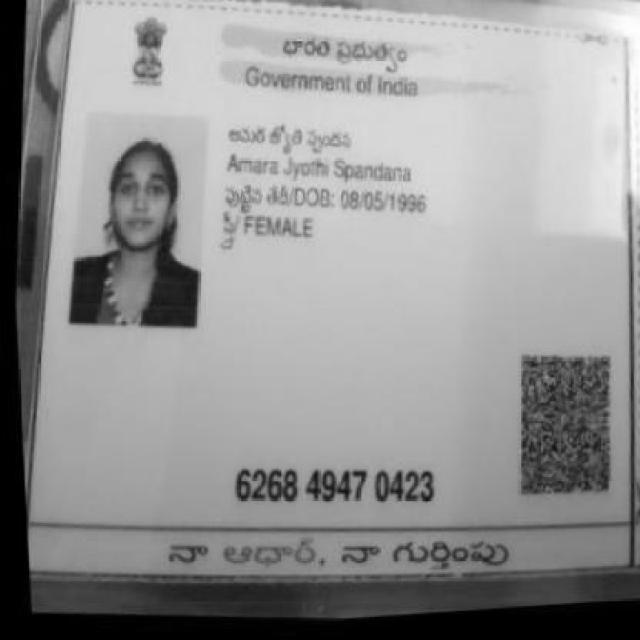 భారత ప్రభుత్వం
Government of India
అమర జ్యోతి స్పందన
Amara Jyothi Spandana
పుట్టిన తేదీ/DOB: 08/05/1996
స్త్రీ/ FEMALE
6268 4947 0423
నా ఆధార్, నా గుర్తింపు